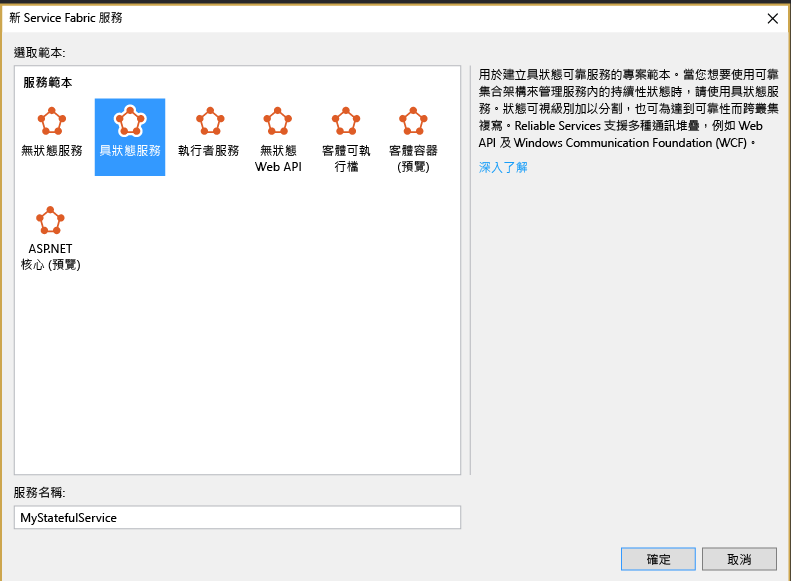 新 Service Fabric 服務
選取範本:
服務範本
無狀態服務
具狀態服務
執行者服務
無狀態
Web API
客體可執
行檔
客體容器
(預覽)
ASP.NET
核心 (預覽)
用於建立具狀態可靠服務的專案範本。當您想要使用可靠
集合架構來管理服務內的持續性狀態時，請使用具狀態服
務。狀態可視級別加以分割，也可為達到可靠性而跨叢集
複寫。Reliable Services 支援多種通訊堆疊，例如 Web
API 及 Windows Communication Foundation (WCF)。
深入了解
服務名稱:
MyStatefulService
確定
取消